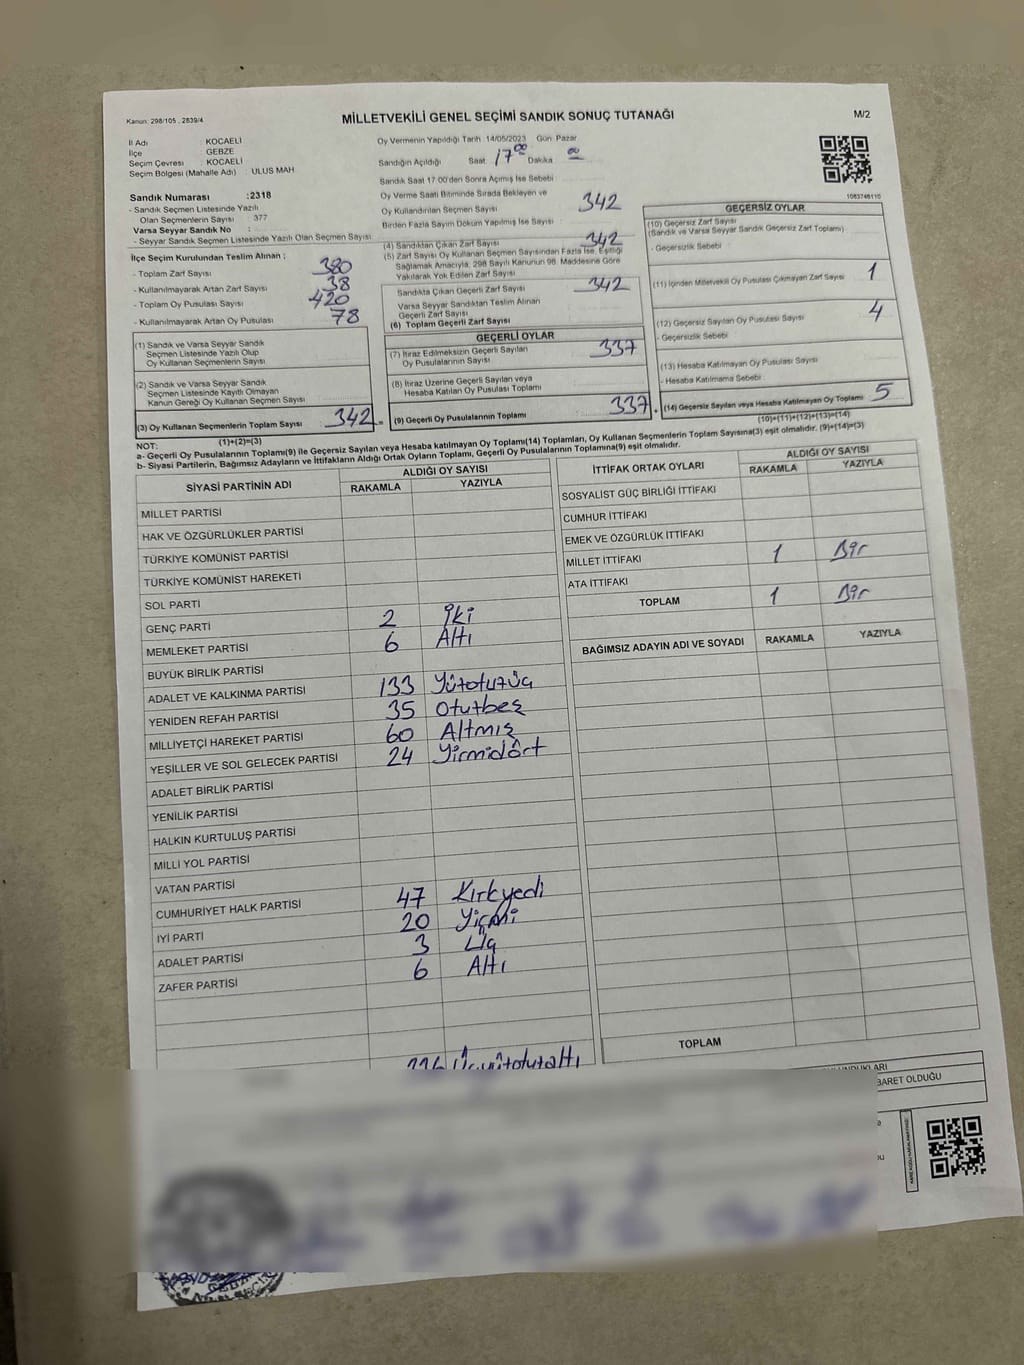 Kanun: 298/105 , 2839/4
MİLLETVEKİLİ GENEL SEÇİMİ SANDIK SONUÇ TUTANAĞI
M/2
İl Adı : KOCAELİ
İlçe : GEBZE
Seçim Çevresi : KOCAELİ
Seçim Bölgesi (Mahalle Adı) ULUS MAH
Sandık Numarası :2318
- Sandık Seçmen Listesinde Yazılı
Olan Seçmenlerin Sayısı : 377
Varsa Seyyar Sandık No :
- Seyyar Sandık Seçmen Listesinde Yazılı Olan Seçmen Sayısı:
İlçe Seçim Kurulundan Teslim Alınan ;
- Toplam Zarf Sayısı 380
- Kullanılmayarak Artan Zarf Sayısı 38
- Toplam Oy Pusulası Sayısı 420
- Kullanılmayarak Artan Oy Pusulası 78
(1) Sandık ve Varsa Seyyar Sandık
Seçmen Listesinde Yazılı Olup
Oy Kullanan Seçmenlerin Sayısı
(2) Sandık ve Varsa Seyyar Sandık
Seçmen Listesinde Kayıtlı Olmayan
Kanun Gereği Oy Kullanan Seçmen Sayısı
(3) Oy Kullanan Seçmenlerin Toplam Sayısı 342
(1)+(2)=(3)
Oy Vermenin Yapıldığı Tarih 14/05/2023 Gün Pazar
Sandığın Açıldığı Saat 17 00 Dakika 00
Sandık Saat 17:00'den Sonra Açılmış İse Sebebi
Oy Verme Saati Bitiminde Sırada Bekleyen ve
Oy Kullandırılan Seçmen Sayısı 342
Birden Fazla Sayım Döküm Yapılmış İse Sayısı
(4) Sandıktan Çıkan Zarf Sayısı 342
(5) Zarf Sayısı Oy Kullanan Seçmen Sayısından Fazla İse, Eşitliği
Sağlamak Amacıyla, 298 Sayılı Kanunun 98. Maddesine Göre
Yakılarak Yok Edilen Zarf Sayısı
Sandıkta Çıkan Geçerli Zarf Sayısı 342
Varsa Seyyar Sandıktan Teslim Alınan
Geçerli Zarf Sayısı
(6) Toplam Geçerli Zarf Sayısı
GEÇERLİ OYLAR
(7) İtiraz Edilmeksizin Geçerli Sayılan
Oy Pusulalarının Sayısı 337
(8) İtiraz Üzerine Geçerli Sayılan veya
Hesaba Katılan Oy Pusulası Toplamı
(9) Geçerli Oy Pusulalarının Toplamı 337
1083746110
GEÇERSİZ OYLAR
(10) Geçersiz Zarf Sayısı
(Sandık ve Varsa Seyyar Sandık Geçersiz Zarf Toplamı)
- Geçersizlik Sebebi
(11) İçinden Milletvekili Oy Pusulası Çıkmayan Zarf Sayısı 1
(12) Geçersiz Sayılan Oy Pusulası Sayısı 4
- Geçersizlik Sebebi
(13) Hesaba Katılmayan Oy Pusulası Sayısı
- Hesaba Katılmama Sebebi
(14) Geçersiz Sayılan veya Hesaba Katılmayan Oy Toplamı 5
(10)+(11)+(12)+(13)=(14)
NOT:
a- Geçerli Oy Pusulalarının Toplamı(9) ile Geçersiz Sayılan veya Hesaba katılmayan Oy Toplamı(14) Toplamları, Oy Kullanan Seçmenlerin Toplam Sayısına(3) eşit olmalıdır. (9)+(14)=(3)
b- Siyasi Partilerin, Bağımsız Adayların ve İttifakların Aldığı Ortak Oyların Toplamı, Geçerli Oy Pusulalarının Toplamına(9) eşit olmalıdır.
SİYASİ PARTİNİN ADI
ALDIĞI OY SAYISI
RAKAMLA YAZIYLA
MİLLET PARTİSİ
HAK VE ÖZGÜRLÜKLER PARTİSİ
TÜRKİYE KOMÜNİST PARTİSİ
TÜRKİYE KOMÜNİST HAREKETİ
SOL PARTİ
GENÇ PARTİ 2 İki
MEMLEKET PARTİSİ 6 Altı
BÜYÜK BİRLİK PARTİSİ
ADALET VE KALKINMA PARTİSİ 133 Yüzotuzüç
YENİDEN REFAH PARTİSİ 35 Otuzbeş
MİLLİYETÇİ HAREKET PARTİSİ 60 Altmış
YEŞİLLER VE SOL GELECEK PARTİSİ 24 Yirmidört
ADALET BİRLİK PARTİSİ
YENİLİK PARTİSİ
HALKIN KURTULUŞ PARTİSİ
MİLLİ YOL PARTİSİ
VATAN PARTİSİ
CUMHURİYET HALK PARTİSİ 47 Kırkyedi
İYİ PARTİ 20 Yirmi
ADALET PARTİSİ 3 Üç
ZAFER PARTİSİ 6 Altı
336 Üçyüzotuzaltı
İTTİFAK ORTAK OYLARI
ALDIĞI OY SAYISI
RAKAMLA YAZIYLA
SOSYALİST GÜÇ BİRLİĞİ İTTİFAKI
CUMHUR İTTİFAKI
EMEK VE ÖZGÜRLÜK İTTİFAKI
MİLLET İTTİFAKI 1 Bir
ATA İTTİFAKI
TOPLAM 1 Bir
BAĞIMSIZ ADAYIN ADI VE SOYADI RAKAMLA YAZIYLA
TOPLAM
BARET OLDUĞU